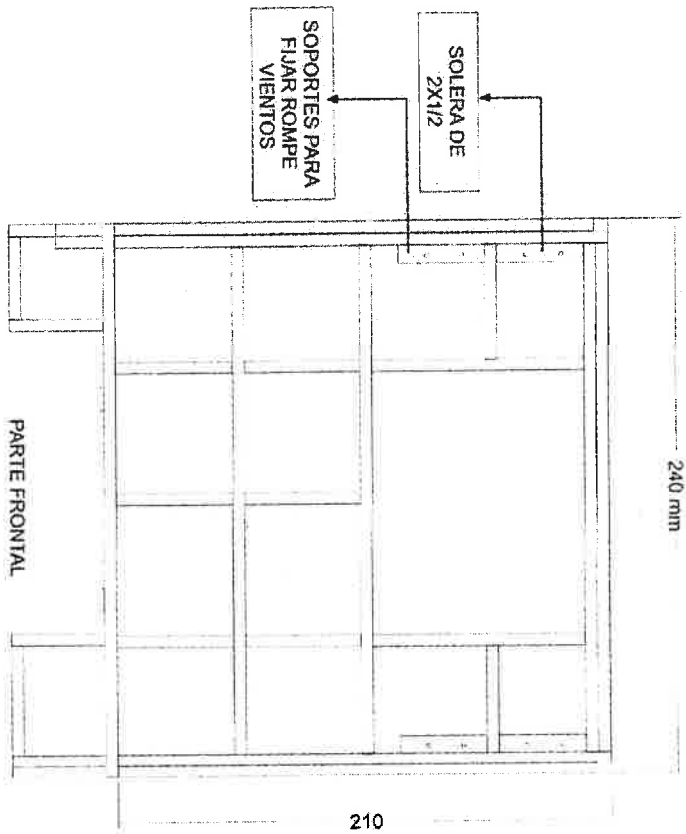 SOPORTES PARA
FIJAR ROMPE
VIENTOS
SOLERA DE
2X1/2
240 mm
PARTE FRONTAL
210